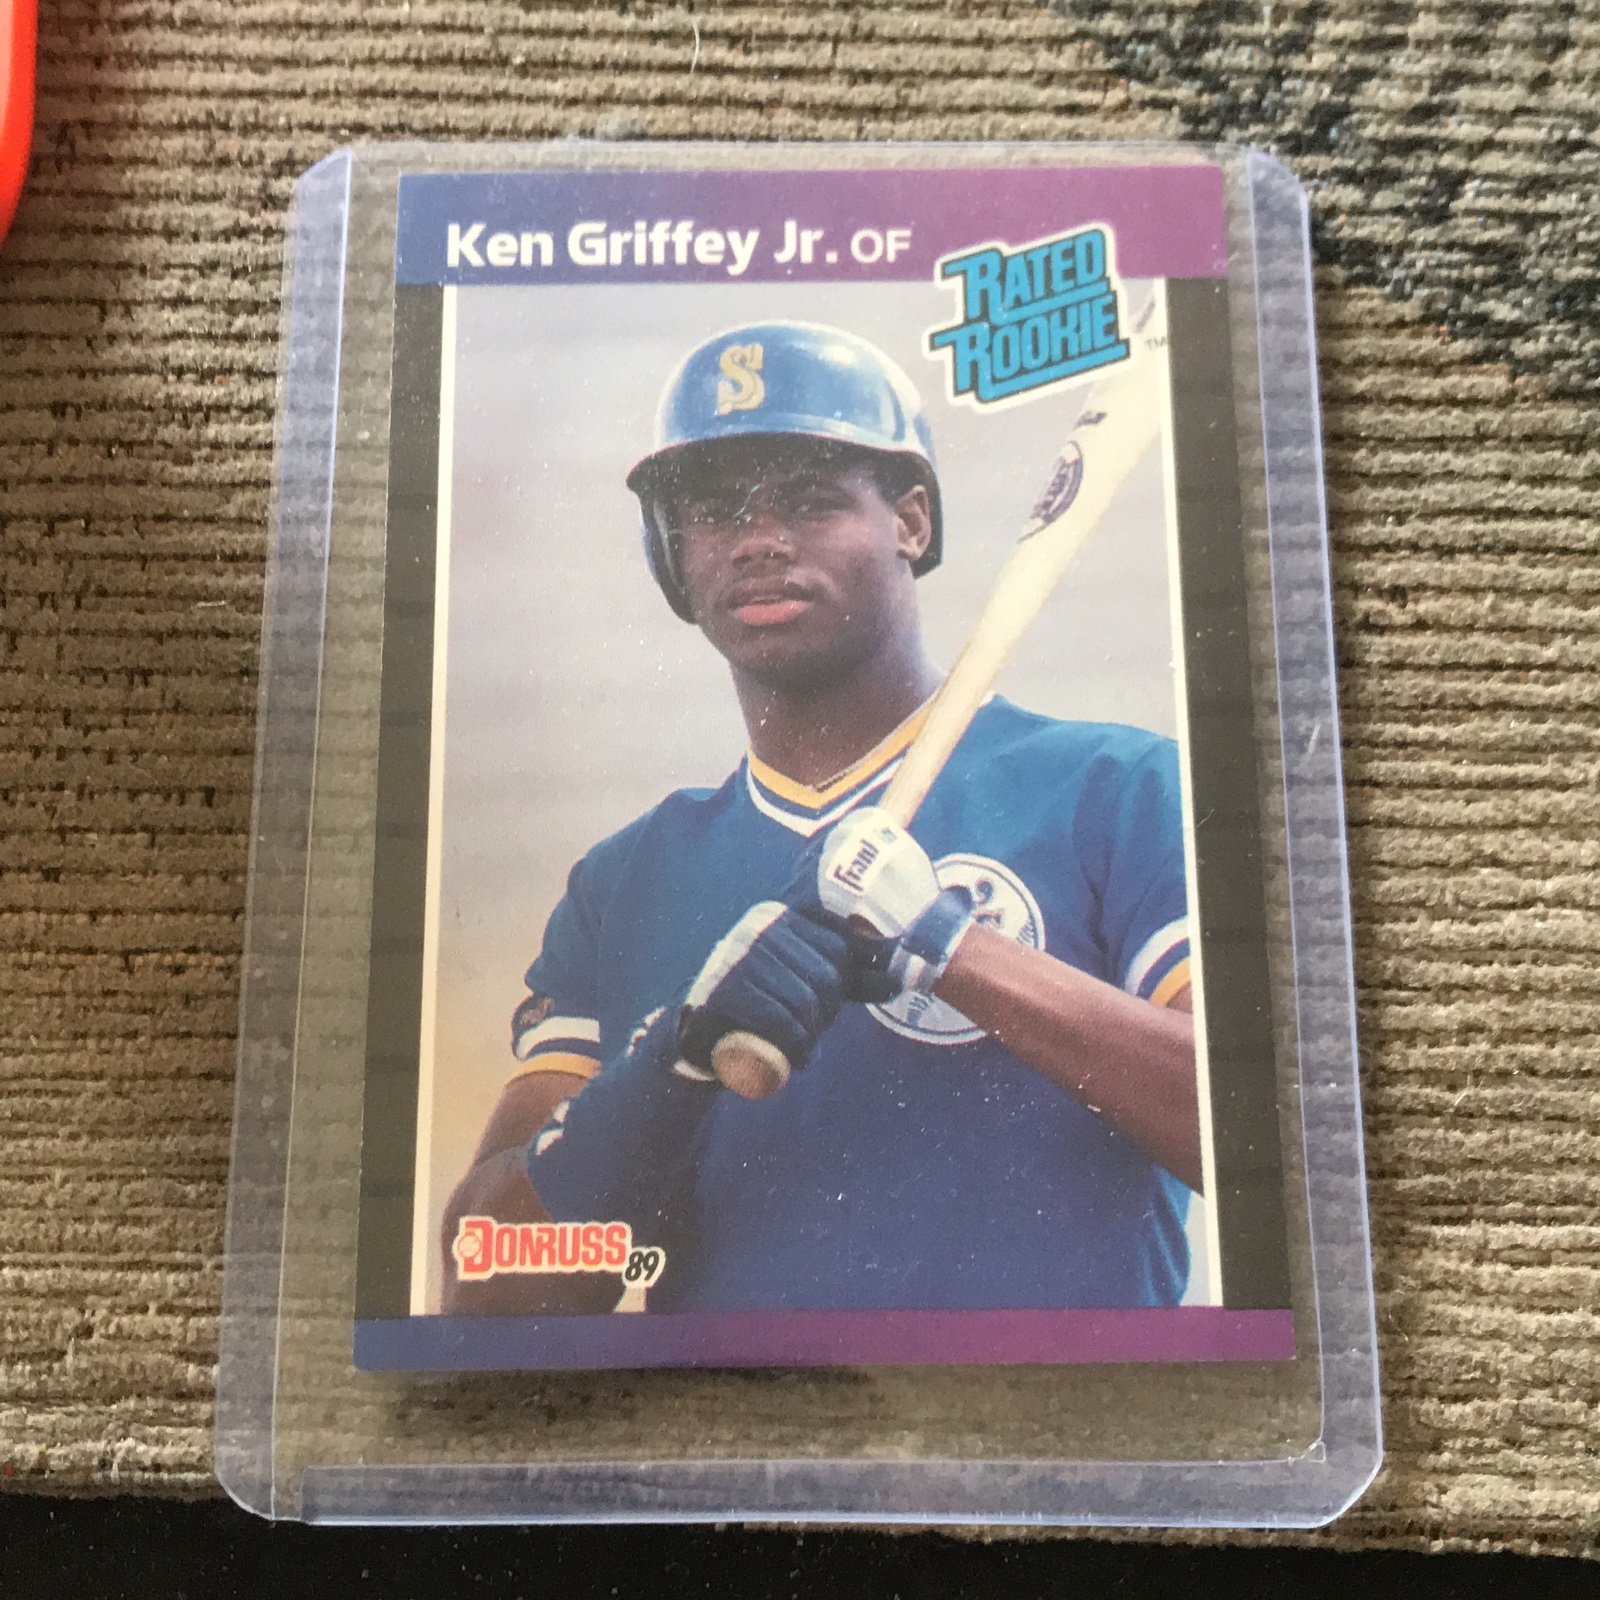 Ken Griffey Jr. OF
RATED
ROOKIE
TM
S
DONRUSS
89